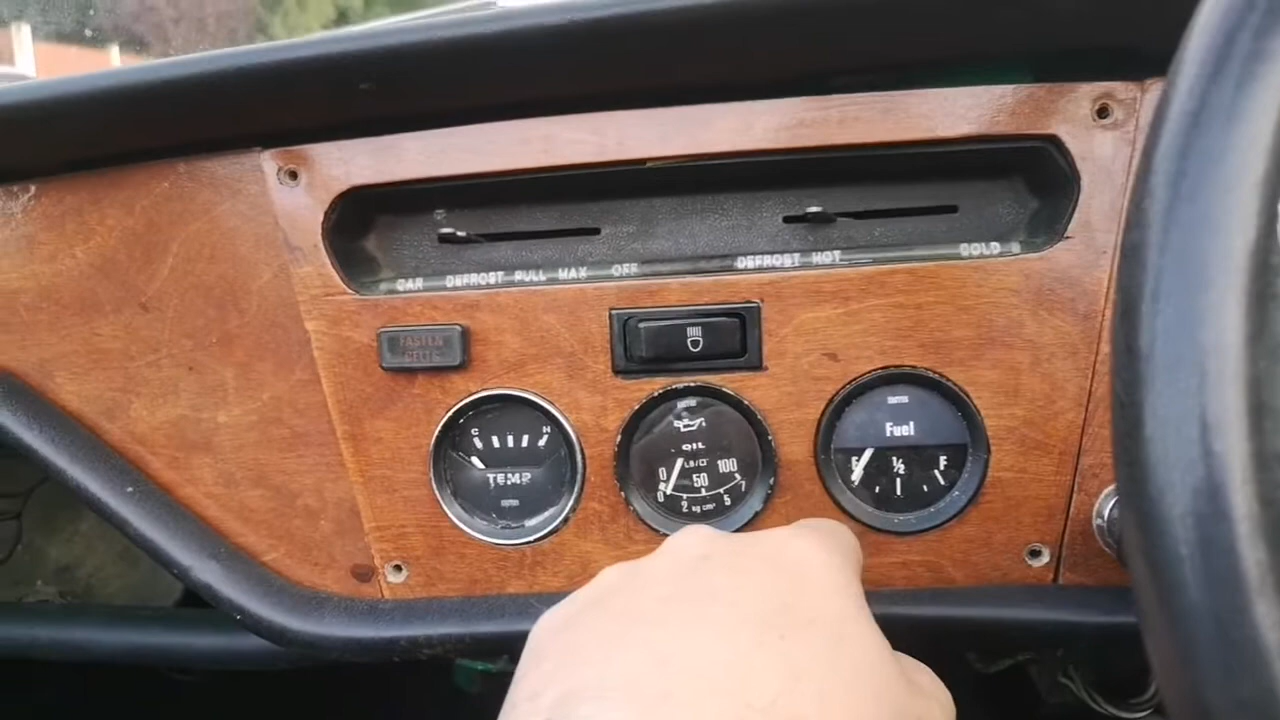 CAR DEFROST PULL MAX OFF DEFROST HOT COLD
FASTEN
BELTS
C H
TEMP
OIL
LB/□"
0 50 100
0 2 kg cm² 5 7
Fuel
E ½ F